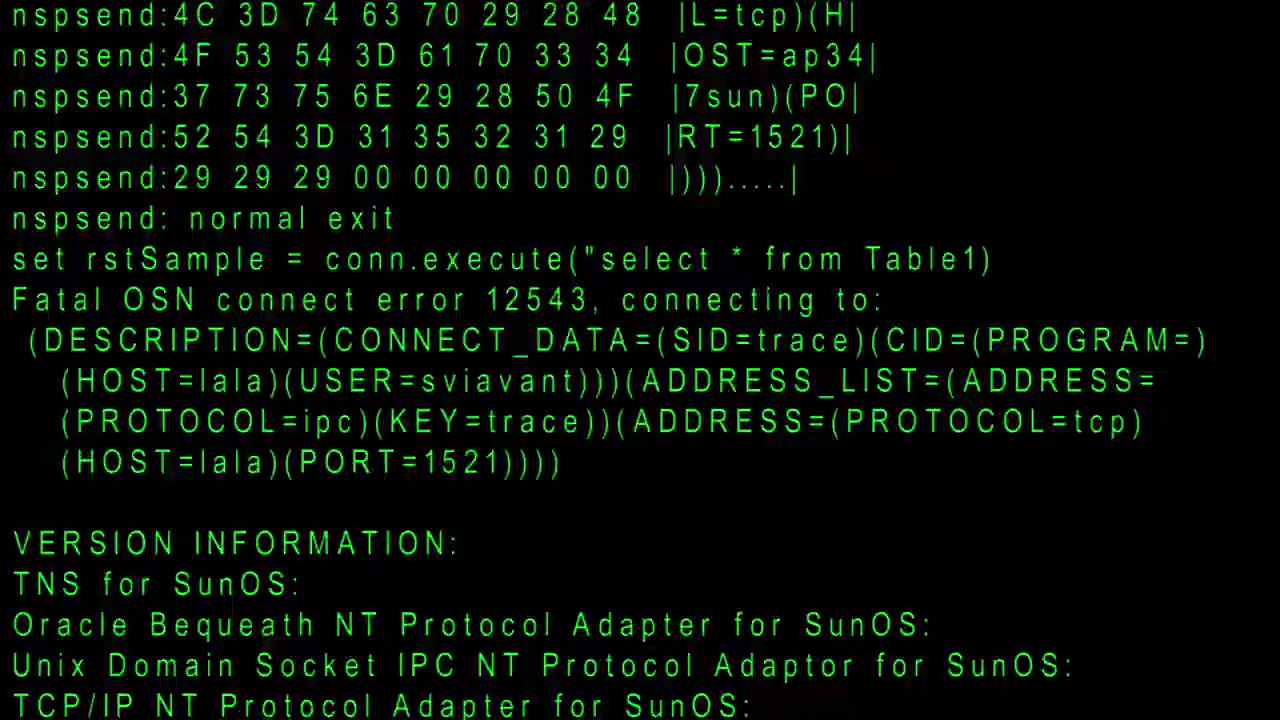 nspsend:4C 3D 74 63 70 29 28 48 |L=tcp)(H|
nspsend:4F 53 54 3D 61 70 33 34 |OST=ap34|
nspsend:37 73 75 6E 29 28 50 4F |7sun)(PO|
nspsend:52 54 3D 31 35 32 31 29 |RT=1521)|
nspsend:29 29 29 00 00 00 00 00 |))).....|
nspsend: normal exit
set rstSample = conn.execute("select * from Table1)
Fatal OSN connect error 12543, connecting to:
(DESCRIPTION=(CONNECT_DATA=(SID=trace)(CID=(PROGRAM=)
(HOST=lala)(USER=sviavant)))(ADDRESS_LIST=(ADDRESS=
(PROTOCOL=ipc)(KEY=trace))(ADDRESS=(PROTOCOL=tcp)
(HOST=lala)(PORT=1521))))
VERSION INFORMATION:
TNS for SunOS:
Oracle Bequeath NT Protocol Adapter for SunOS:
Unix Domain Socket IPC NT Protocol Adaptor for SunOS:
TCP/IP NT Protocol Adapter for SunOS: